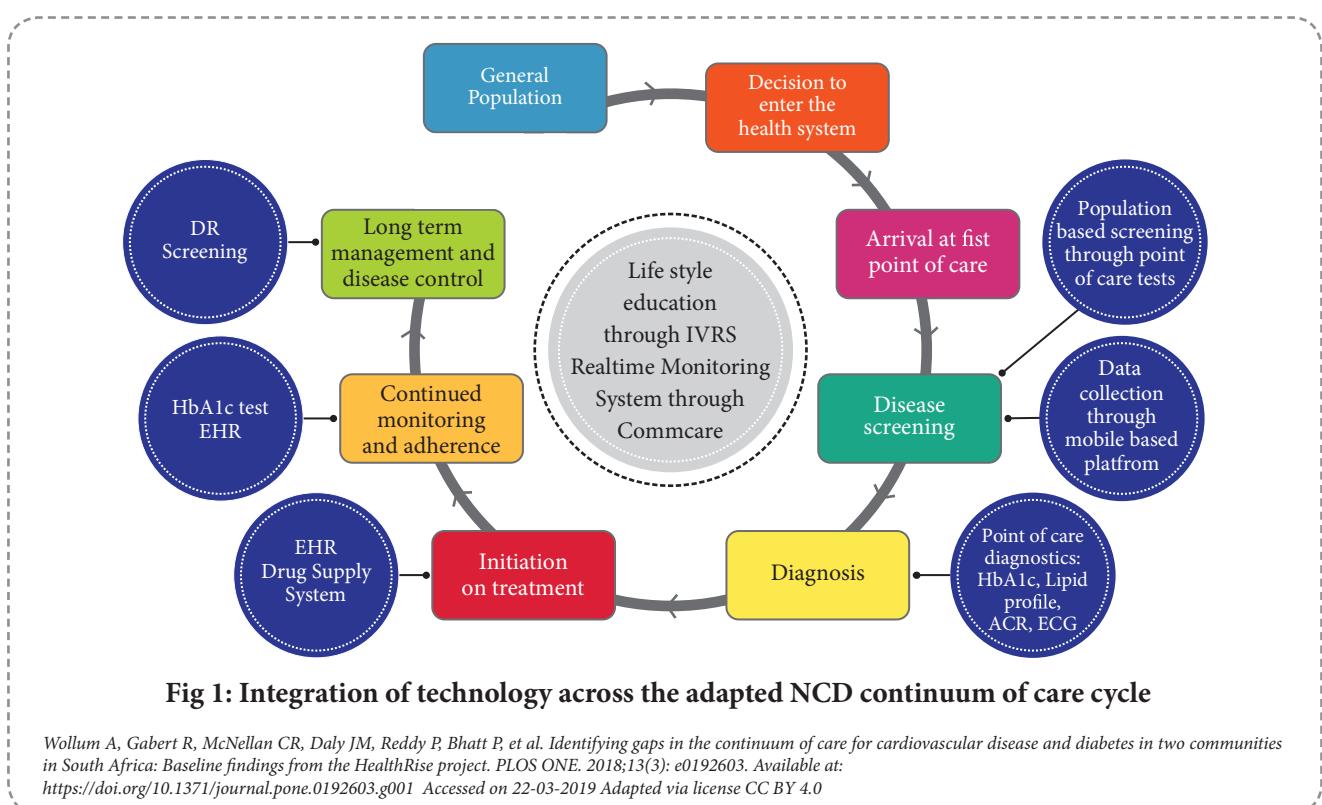 General
Population
Decision to
enter the
health system
Arrival at fist
point of care
Population
based screening
through point
of care tests
Disease
screening
Data
collection
through
mobile based
platfrom
Diagnosis
Point of care
diagnostics:
HbA1c, Lipid
profile,
ACR, ECG
Initiation
on treatment
EHR
Drug Supply
System
Continued
monitoring
and adherence
HbA1c test
EHR
Long term
management and
disease control
DR
Screening
Life style
education
through IVRS
Realtime Monitoring
System through
Commcare
Fig 1: Integration of technology across the adapted NCD continuum of care cycle
Wollum A, Gabert R, McNellan CR, Daly JM, Reddy P, Bhatt P, et al. Identifying gaps in the continuum of care for cardiovascular disease and diabetes in two communities
in South Africa: Baseline findings from the HealthRise project. PLOS ONE. 2018;13(3): e0192603. Available at:
https://doi.org/10.1371/journal.pone.0192603.g001 Accessed on 22-03-2019 Adapted via license CC BY 4.0